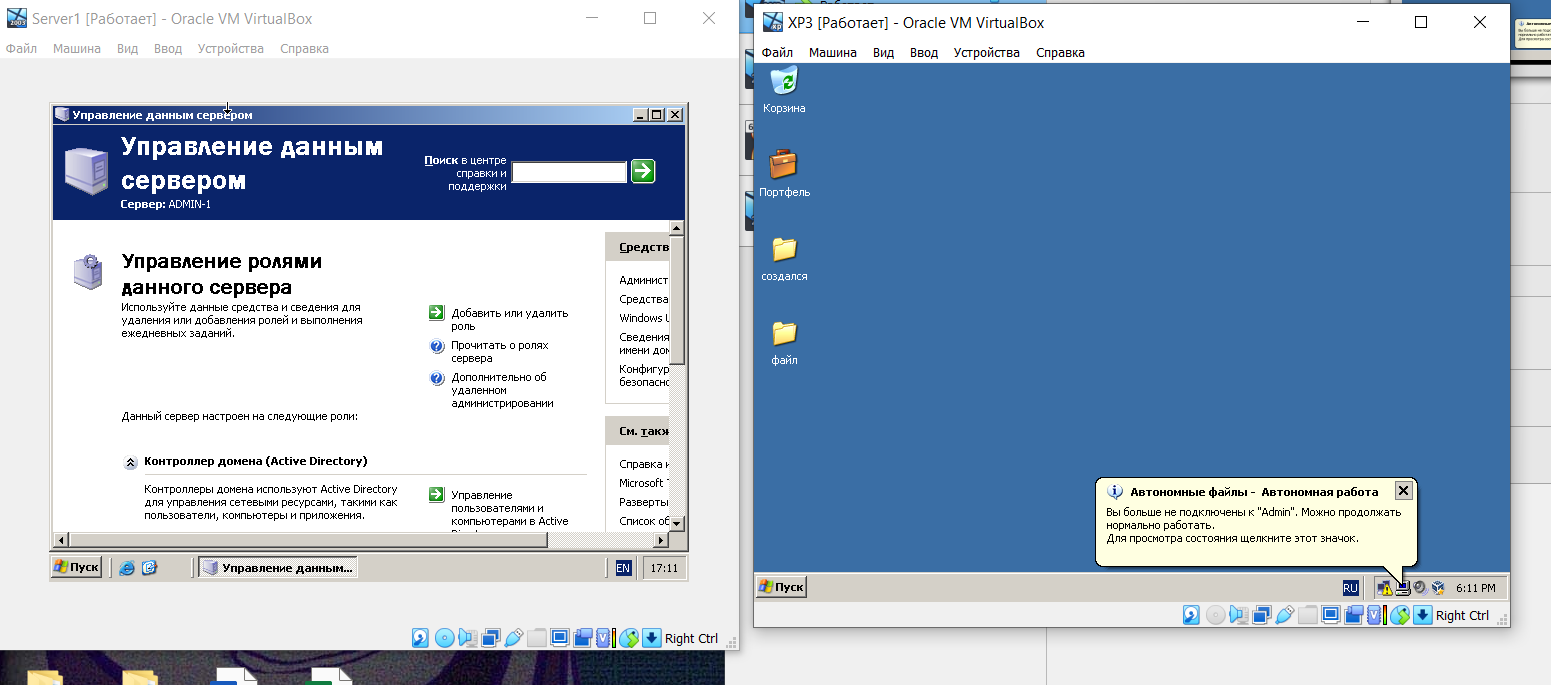 Server1 [Работает] - Oracle VM VirtualBox
Файл Машина Вид Ввод Устройства Справка
Управление данным сервером
Управление данным
сервером
Сервер: ADMIN-1
Поиск в центре
справки и
поддержки
Управление ролями
данного сервера
Используйте данные средства и сведения для
удаления или добавления ролей и выполнения
ежедневных заданий.
Добавить или удалить
роль
Прочитать о ролях
сервера
Дополнительно об
удаленном
администрировании
Средств
Админист
Средства
Windows U
Сведения
имени дом
Конфигур
безопасно
Данный сервер настроен на следующие роли:
См. такж
Контроллер домена (Active Directory)
Контроллеры домена используют Active Directory
для управления сетевыми ресурсами, такими как
пользователи, компьютеры и приложения.
Управление
пользователями и
компьютерами в Active
Справка и
Microsoft T
Разверты
Список об
Пуск
Управление данным...
EN
17:11
Right Ctrl
XP3 [Работает] - Oracle VM VirtualBox
Файл Машина Вид Ввод Устройства Справка
Корзина
Портфель
создался
файл
Автономные файлы - Автономная работа
Вы больше не подключены к "Admin". Можно продолжать
нормально работать.
Для просмотра состояния щелкните этот значок.
Пуск
RU
6:11 PM
Right Ctrl